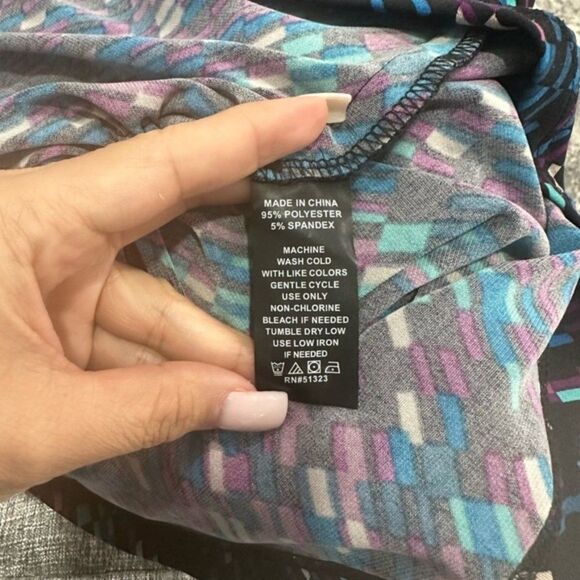 MADE IN CHINA
95% POLYESTER
5% SPANDEX
MACHINE
WASH COLD
WITH LIKE COLORS
GENTLE CYCLE
USE ONLY
NON-CHLORINE
BLEACH IF NEEDED
TUMBLE DRY LOW
USE LOW IRON
IF NEEDED
RN#51323